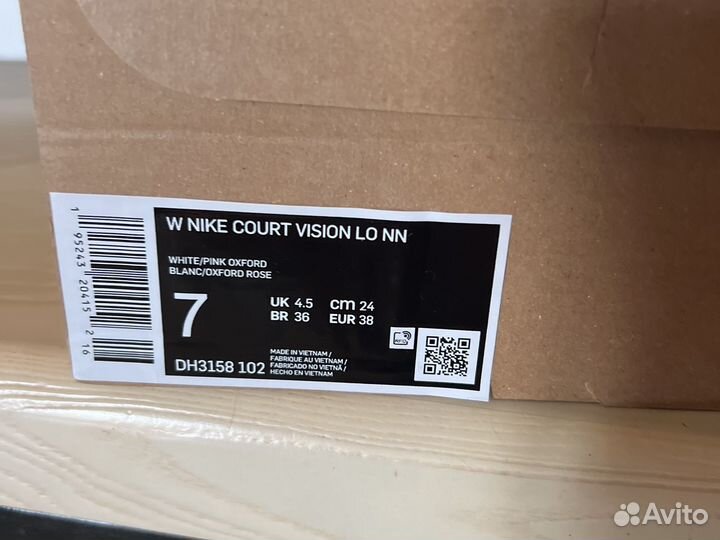 W NIKE COURT VISION LO NN
WHITE/PINK OXFORD
BLANC/OXFORD ROSE
7
UK 4.5 cm 24
BR 36 EUR 38
DH3158 102
MADE IN VIETNAM/
FABRIQUE AU VIETNAM/
FABRICADO NO VIETNÃ/
HECHO EN VIETNAM
RFID
1 95243 20415 2 16
Avito